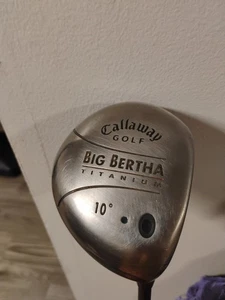 Callaway
GOLF
BIG BERTHA
TITANIUM
10°